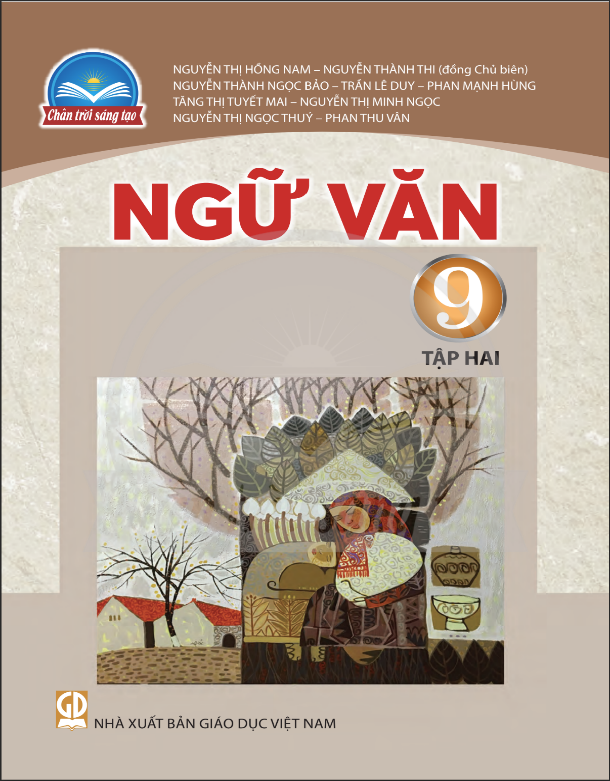 NGUYỄN THỊ HỒNG NAM – NGUYỄN THÀNH THI (đồng Chủ biên)
NGUYỄN THÀNH NGỌC BẢO – TRẦN LÊ DUY – PHAN MẠNH HÙNG
TĂNG THỊ TUYẾT MAI – NGUYỄN THỊ MINH NGỌC
NGUYỄN THỊ NGỌC THUÝ – PHAN THU VÂN
Chân trời sáng tạo
NGỮ VĂN
9
TẬP HAI
GD
NHÀ XUẤT BẢN GIÁO DỤC VIỆT NAM